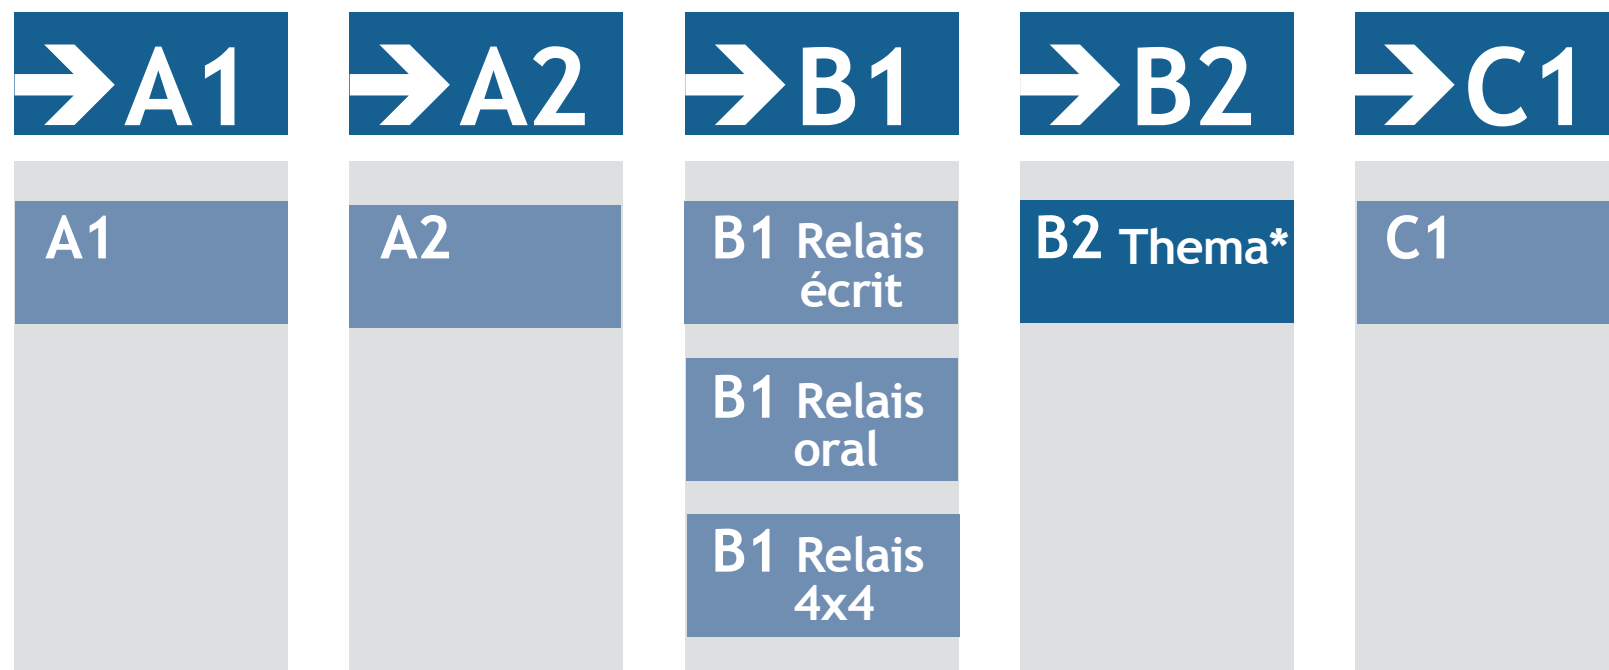 A1
A2
B1
B2
C1
A1
A2
B1 Relais
écrit
B1 Relais
oral
B1 Relais
4x4
B2 Thema*
C1